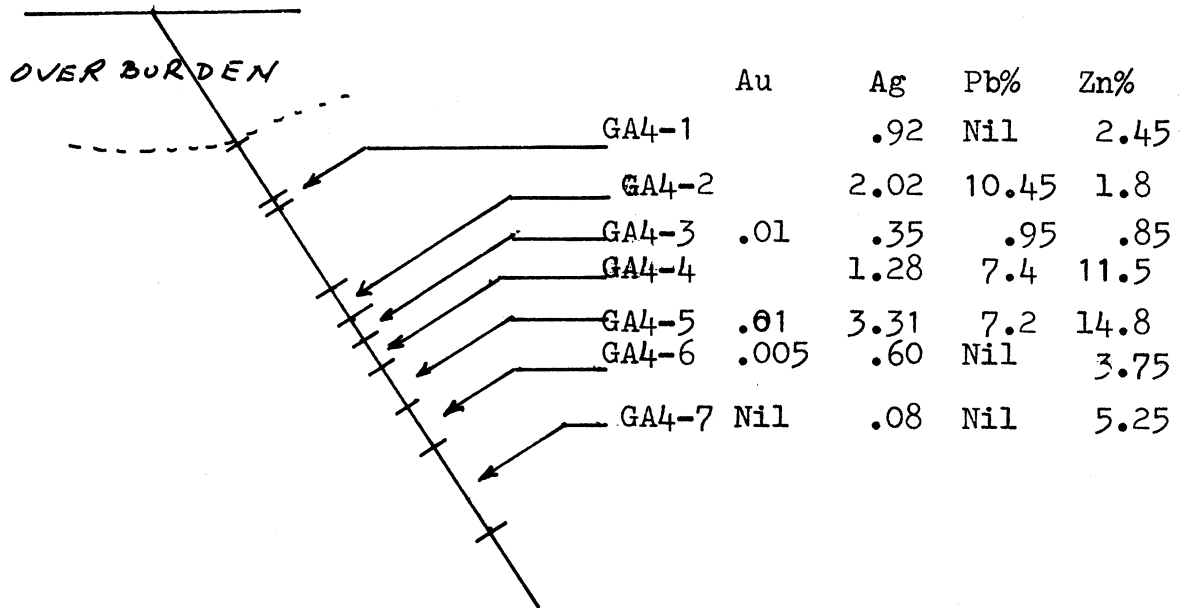 OVER BURDEN
Au Ag Pb% Zn%
GA4-1 .92 Nil 2.45
GA4-2 2.02 10.45 1.8
GA4-3 .01 .35 .95 .85
GA4-4 1.28 7.4 11.5
GA4-5 .01 3.31 7.2 14.8
GA4-6 .005 .60 Nil 3.75
GA4-7 Nil .08 Nil 5.25